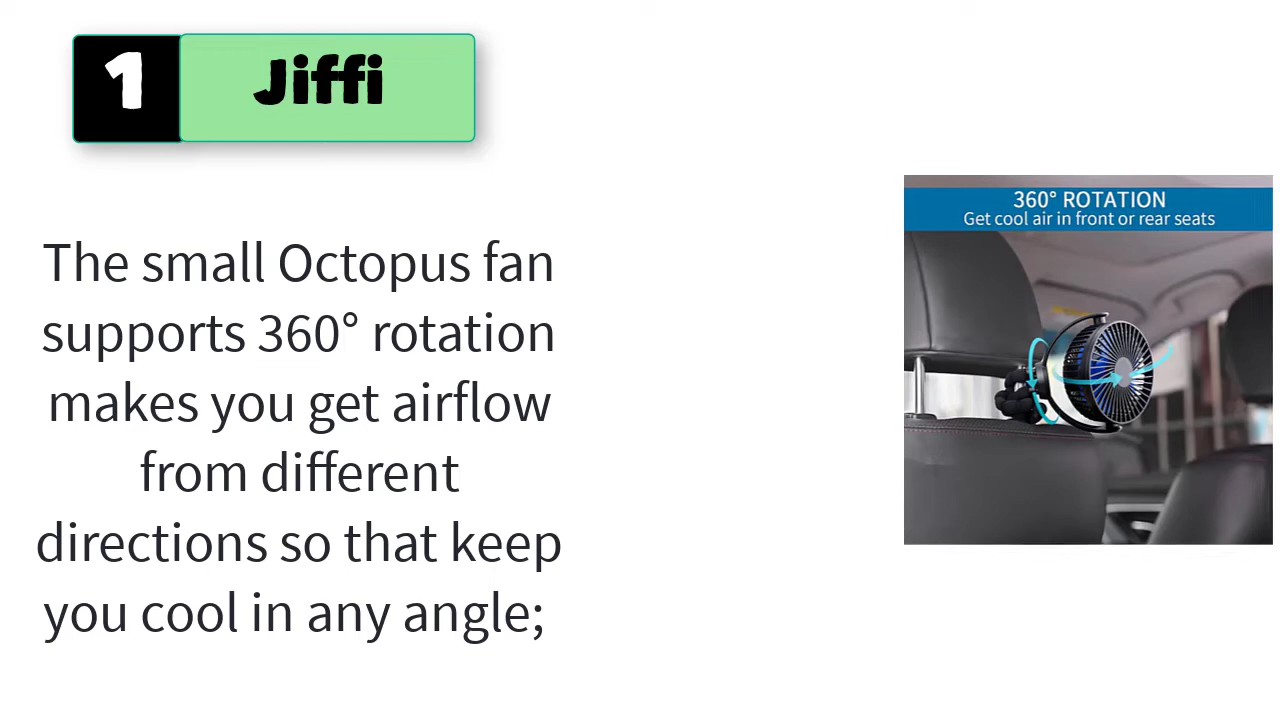 1 Jiffi
The small Octopus fan
supports 360° rotation
makes you get airflow
from different
directions so that keep
you cool in any angle;
360° ROTATION
Get cool air in front or rear seats